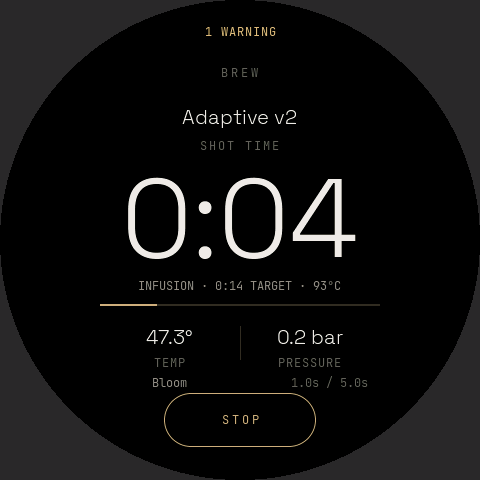 1 WARNING
BREW
Adaptive v2
SHOT TIME
0:04
INFUSION · 0:14 TARGET · 93°C
47.3° 0.2 bar
TEMP PRESSURE
Bloom 1.0s / 5.0s
STOP